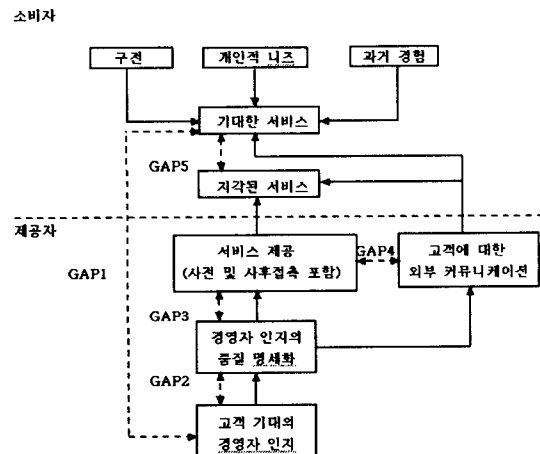 소비자
구전
개인적 니즈
과거 경험
기대한 서비스
GAP5
지각된 서비스
제공자
GAP1
서비스 제공
(사전 및 사후접촉 포함)
GAP4
고객에 대한
외부 커뮤니케이션
GAP3
경영자 인지의
품질 명세화
GAP2
고객 기대의
경영자 인지